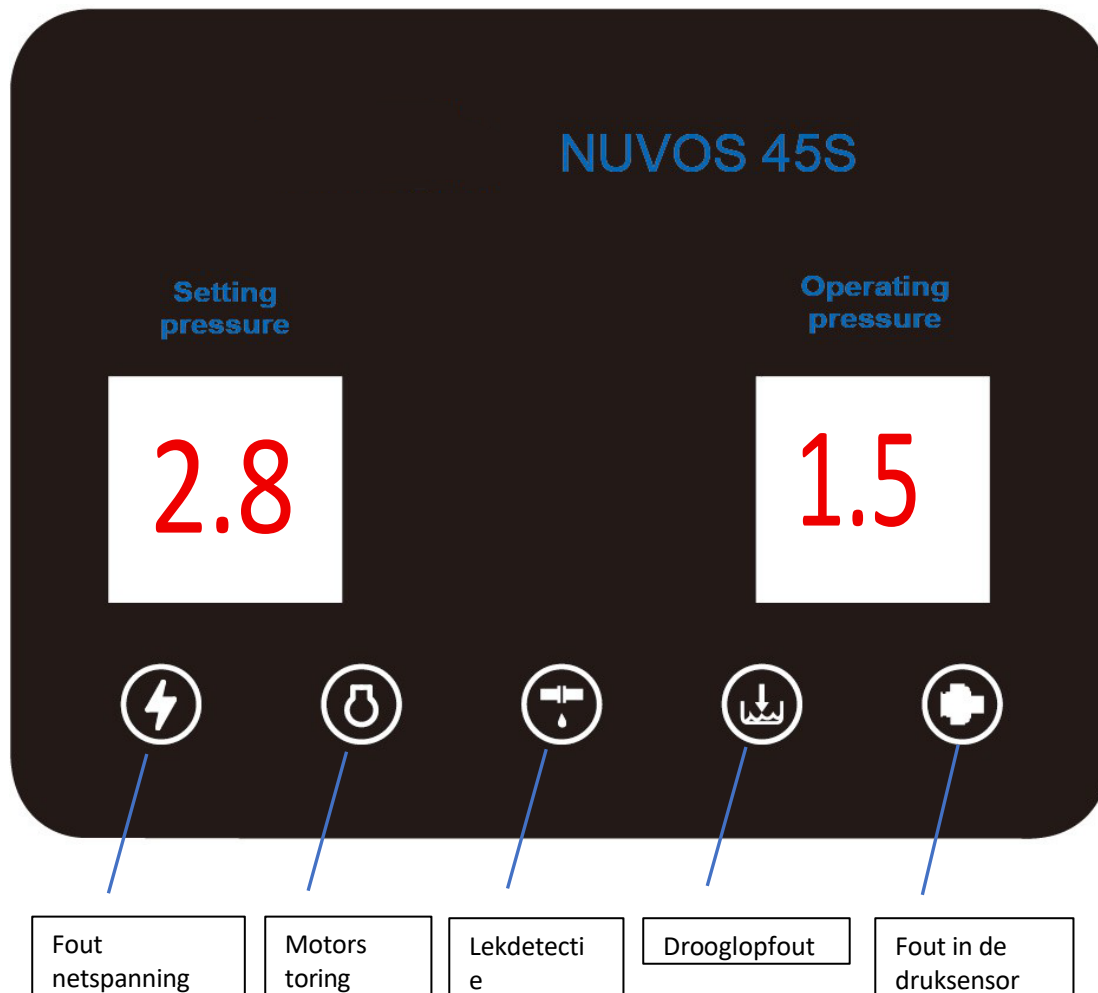 NUVOS 45S
Setting
pressure
Operating
pressure
2.8
1.5
Fout
netspanning
Motors
toring
Lekdetecti
e
Drooglopfout
Fout in de
druksensor